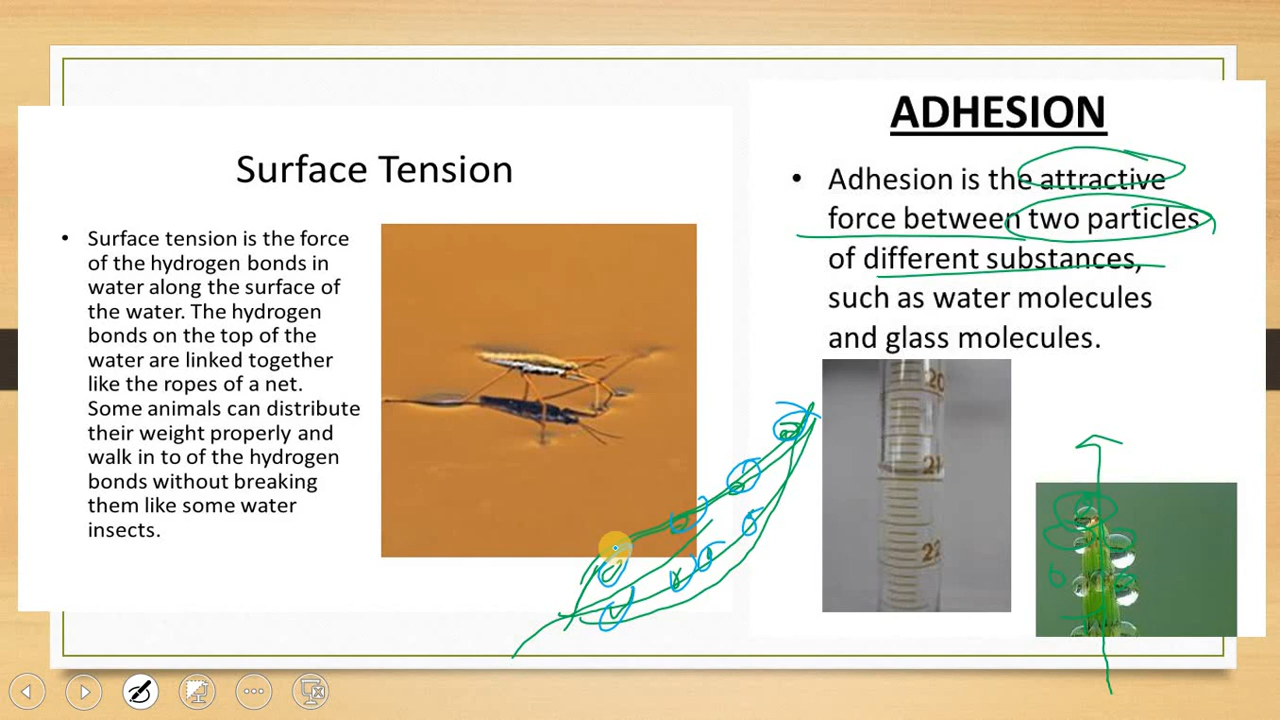 Surface Tension
• Surface tension is the force
of the hydrogen bonds in
water along the surface of
the water. The hydrogen
bonds on the top of the
water are linked together
like the ropes of a net.
Some animals can distribute
their weight properly and
walk in to of the hydrogen
bonds without breaking
them like some water
insects.
ADHESION
• Adhesion is the attractive
force between two particles
of different substances,
such as water molecules
and glass molecules.
20
21
22